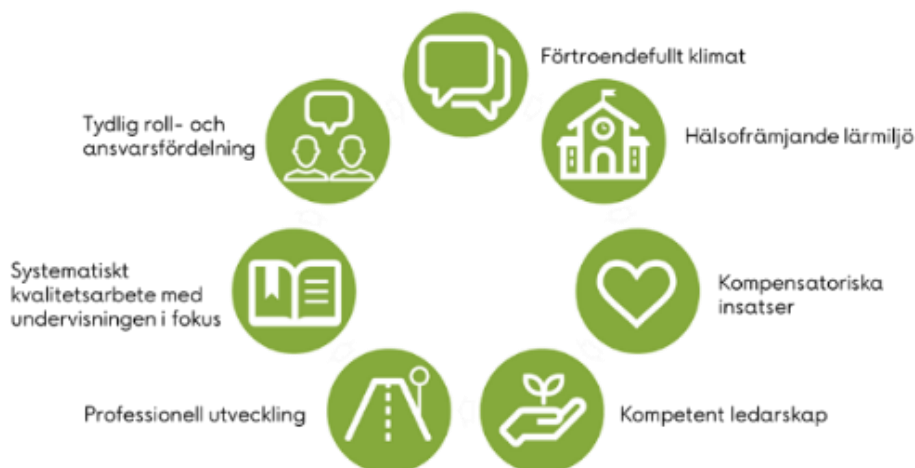 Förtroendefullt klimat
Hälsofrämjande lärmiljö
Kompensatoriska
insatser
Kompetent ledarskap
Professionell utveckling
Systematiskt
kvalitetsarbete med
undervisningen i fokus
Tydlig roll- och
ansvarsfördelning